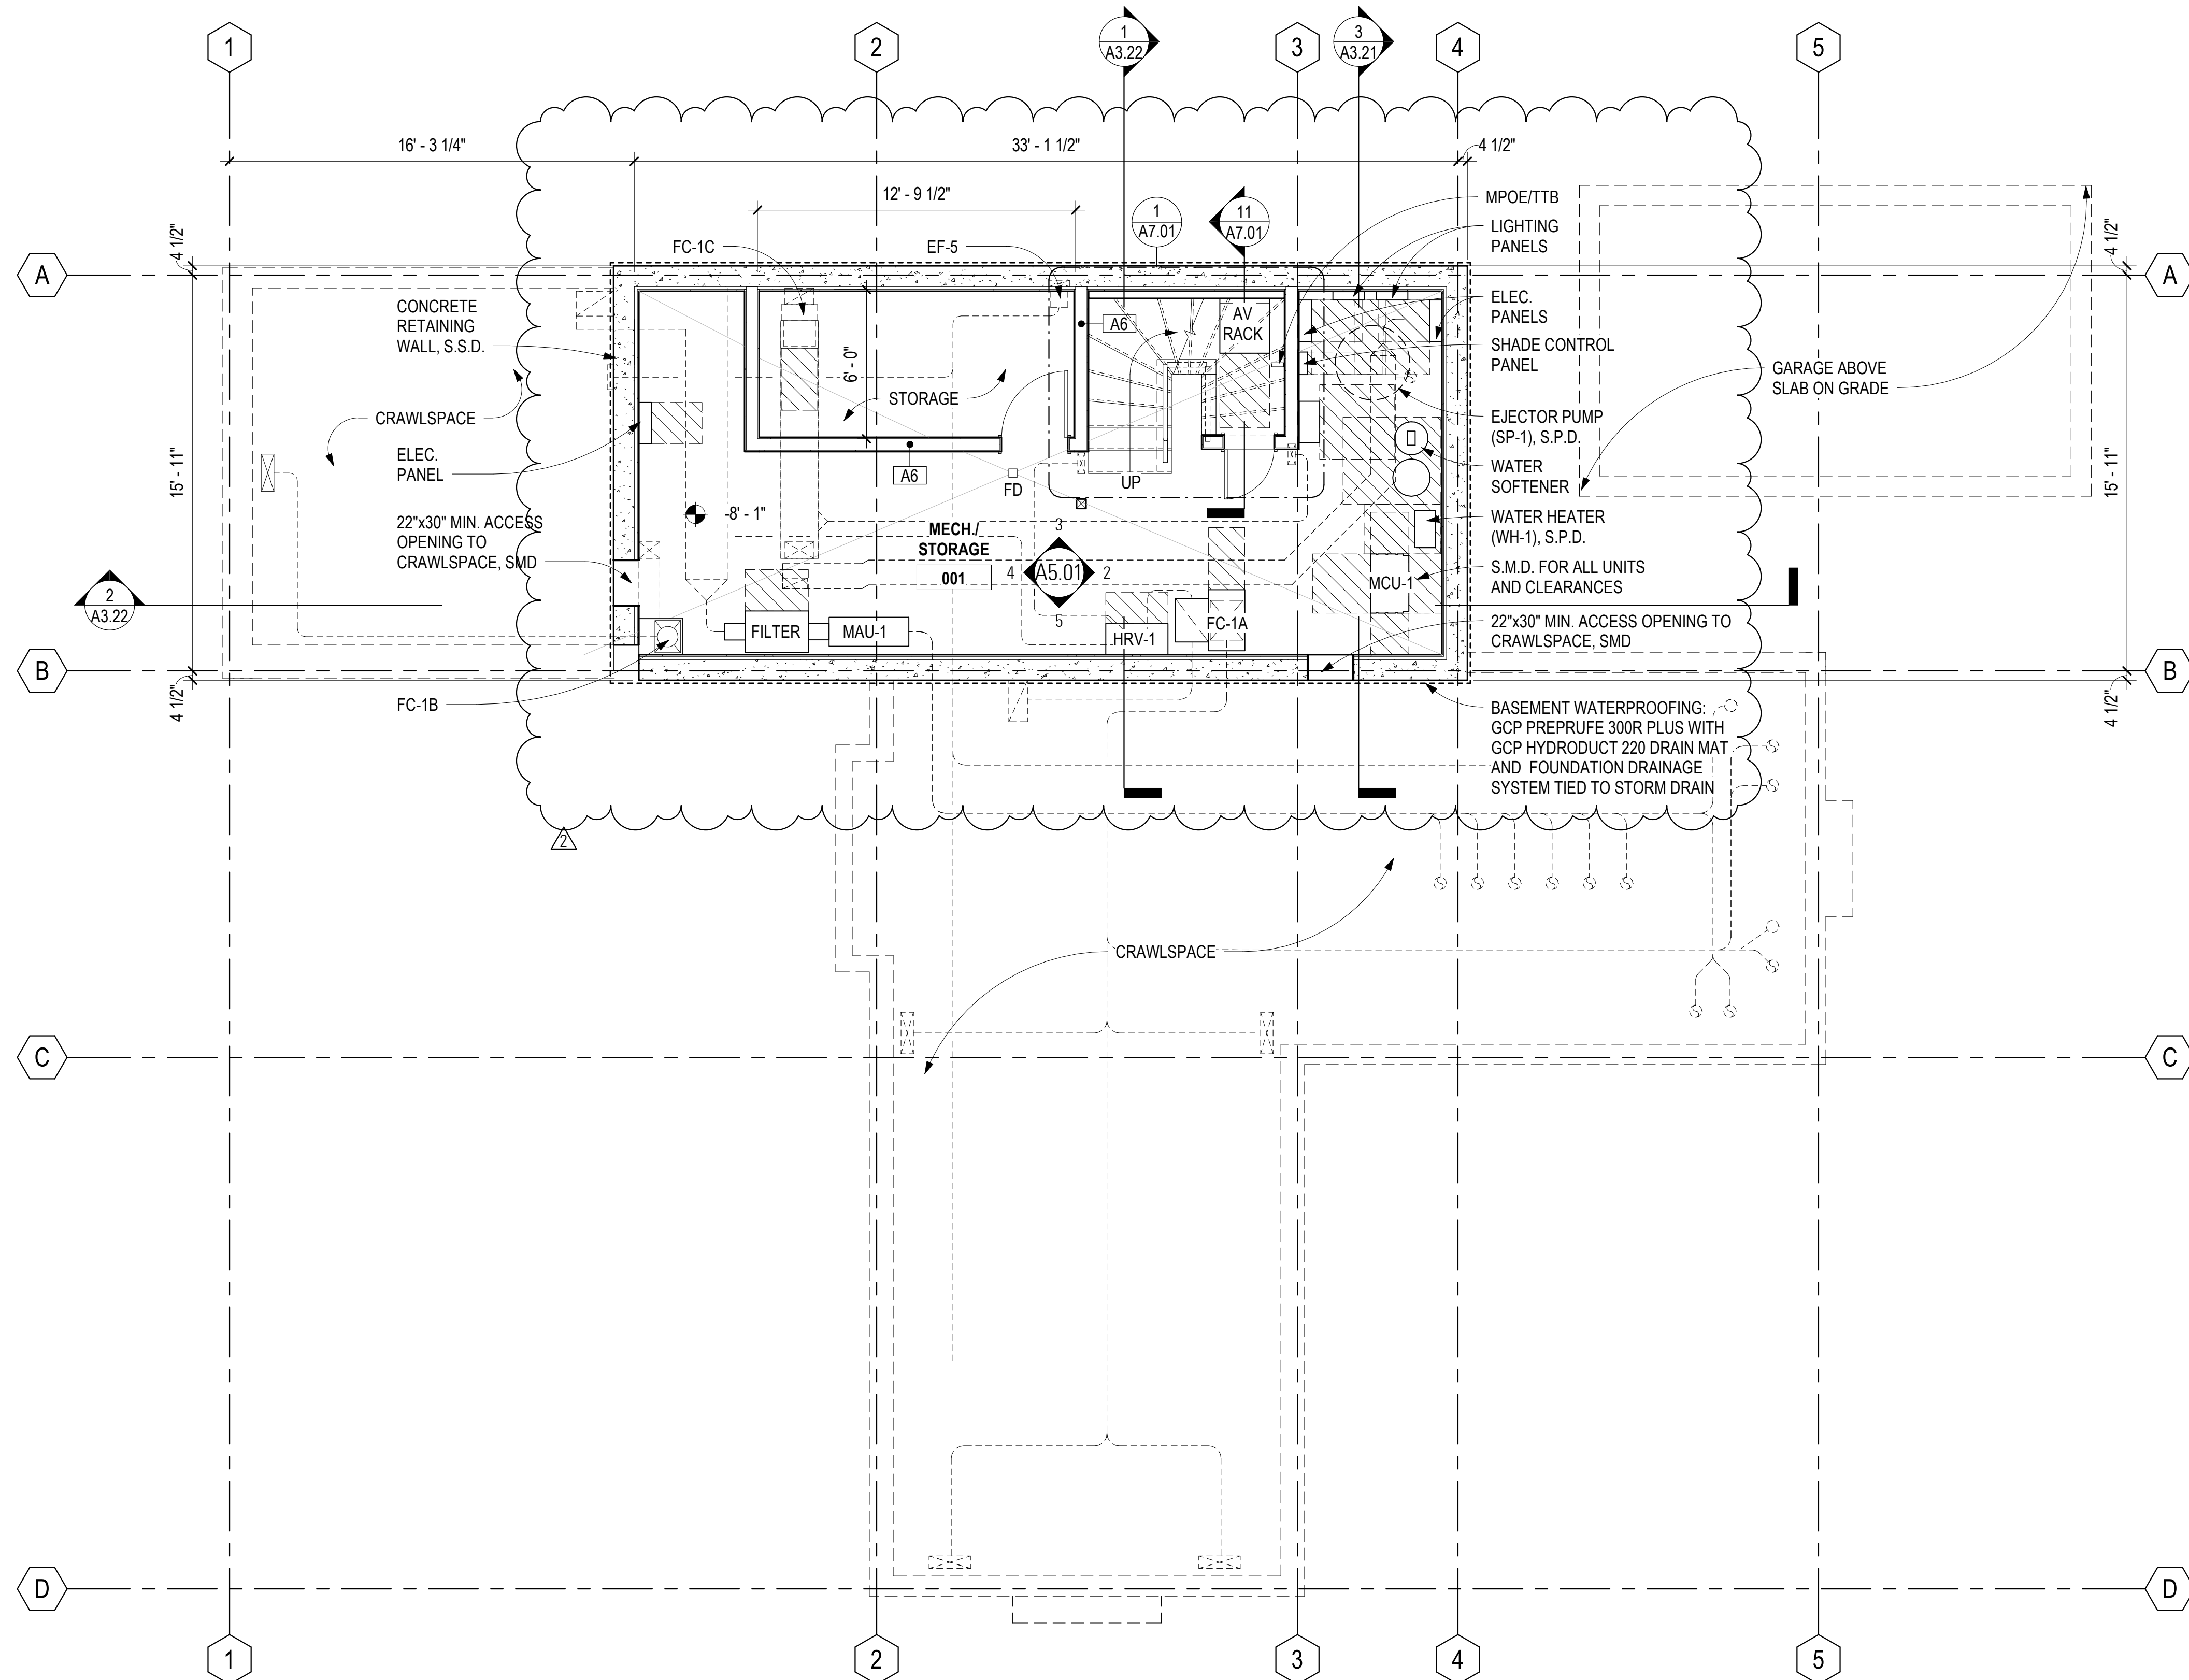 1
2
1
A3.22
3
3
A3.21
4
5
16' - 3 1/4"
33' - 1 1/2"
4 1/2"
12' - 9 1/2"
MPOE/TTB
1
A7.01
11
A7.01
LIGHTING
PANELS
4 1/2"
4 1/2"
FC-1C
EF-5
A
A
CONCRETE
RETAINING
WALL, S.S.D.
AV
RACK
A6
ELEC.
PANELS
SHADE CONTROL
PANEL
GARAGE ABOVE
SLAB ON GRADE
6' - 0"
STORAGE
CRAWLSPACE
EJECTOR PUMP
(SP-1), S.P.D.
ELEC.
PANEL
A6
FD
UP
WATER
SOFTENER
15' - 11"
15' - 11"
-8' - 1"
22"x30" MIN. ACCESS
OPENING TO
CRAWLSPACE, SMD
MECH./
STORAGE
001
3
4
A5.01
2
5
WATER HEATER
(WH-1), S.P.D.
MCU-1
S.M.D. FOR ALL UNITS
AND CLEARANCES
2
A3.22
FILTER
MAU-1
HRV-1
FC-1A
22"x30" MIN. ACCESS OPENING TO
CRAWLSPACE, SMD
B
B
4 1/2"
4 1/2"
FC-1B
BASEMENT WATERPROOFING:
GCP PREPRUFE 300R PLUS WITH
GCP HYDRODUCT 220 DRAIN MAT
AND FOUNDATION DRAINAGE
SYSTEM TIED TO STORM DRAIN
2
CRAWLSPACE
C
C
D
D
1
2
3
4
5